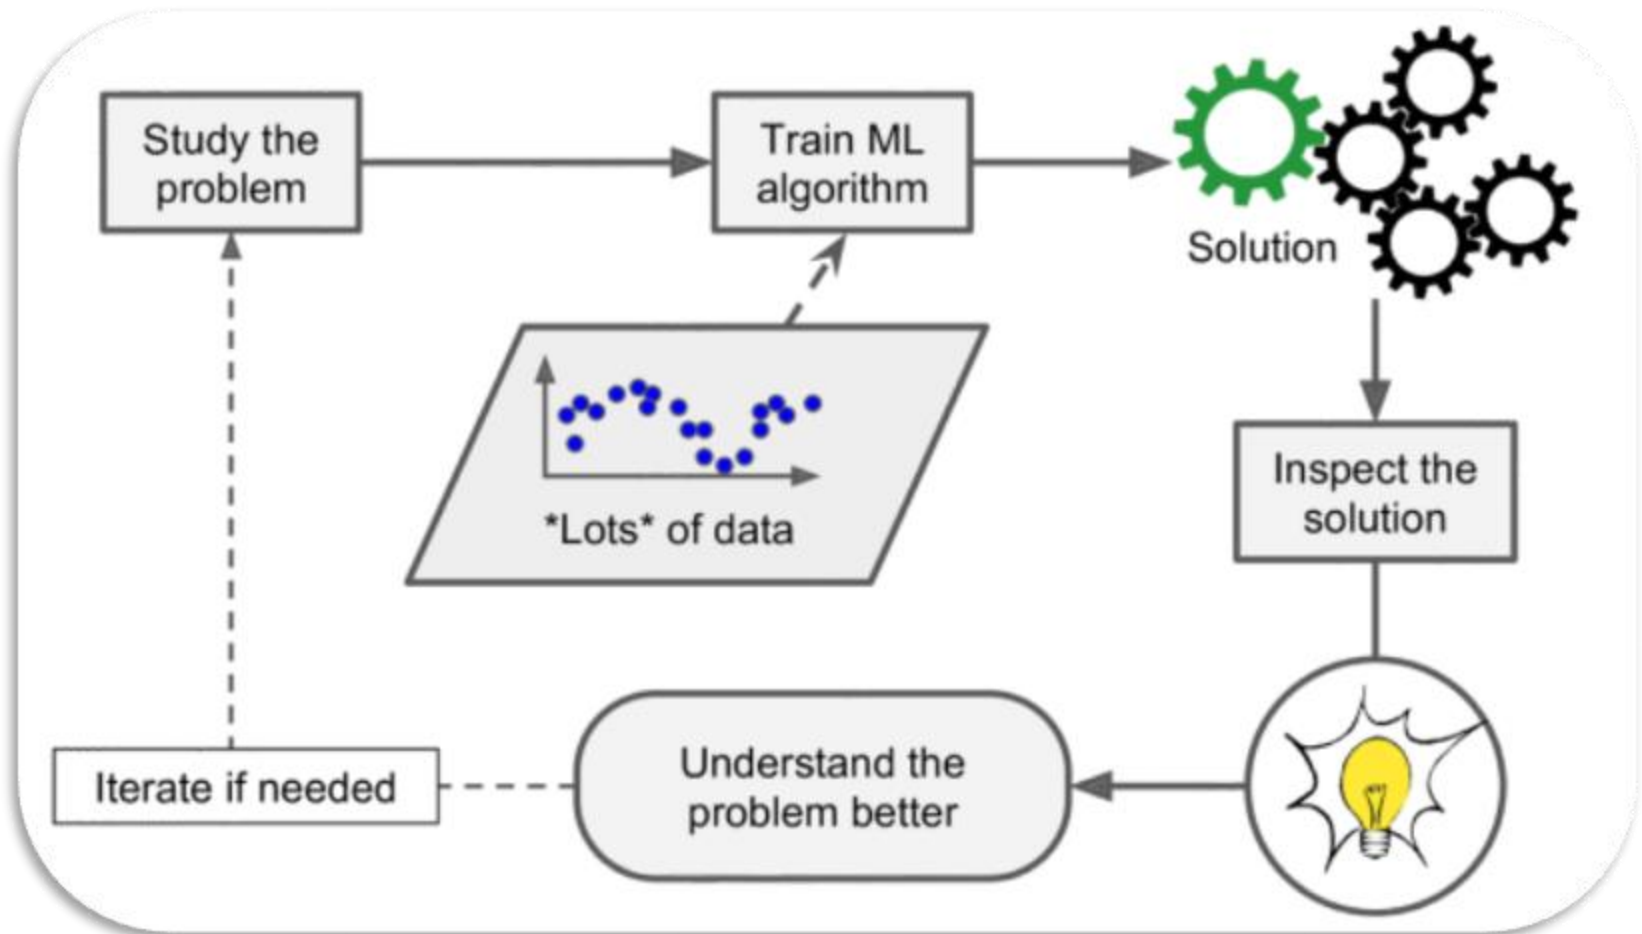 Study the
problem
Train ML
algorithm
Solution
*Lots* of data
Inspect the
solution
Understand the
problem better
Iterate if needed